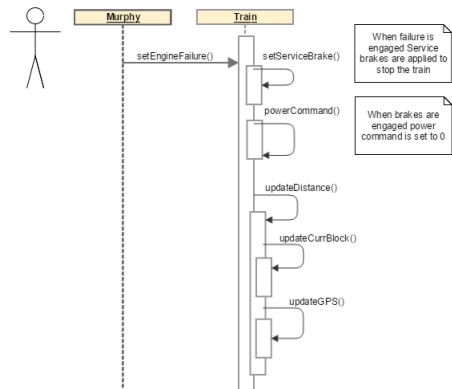 Murphy
Train
When failure is
engaged Service
brakes are applied to
stop the train
setEngineFailure()
setServiceBrake()
powerCommand()
When brakes are
engaged power
command is set to 0
updateDistance()
updateCurrBlock()
updateGPS()